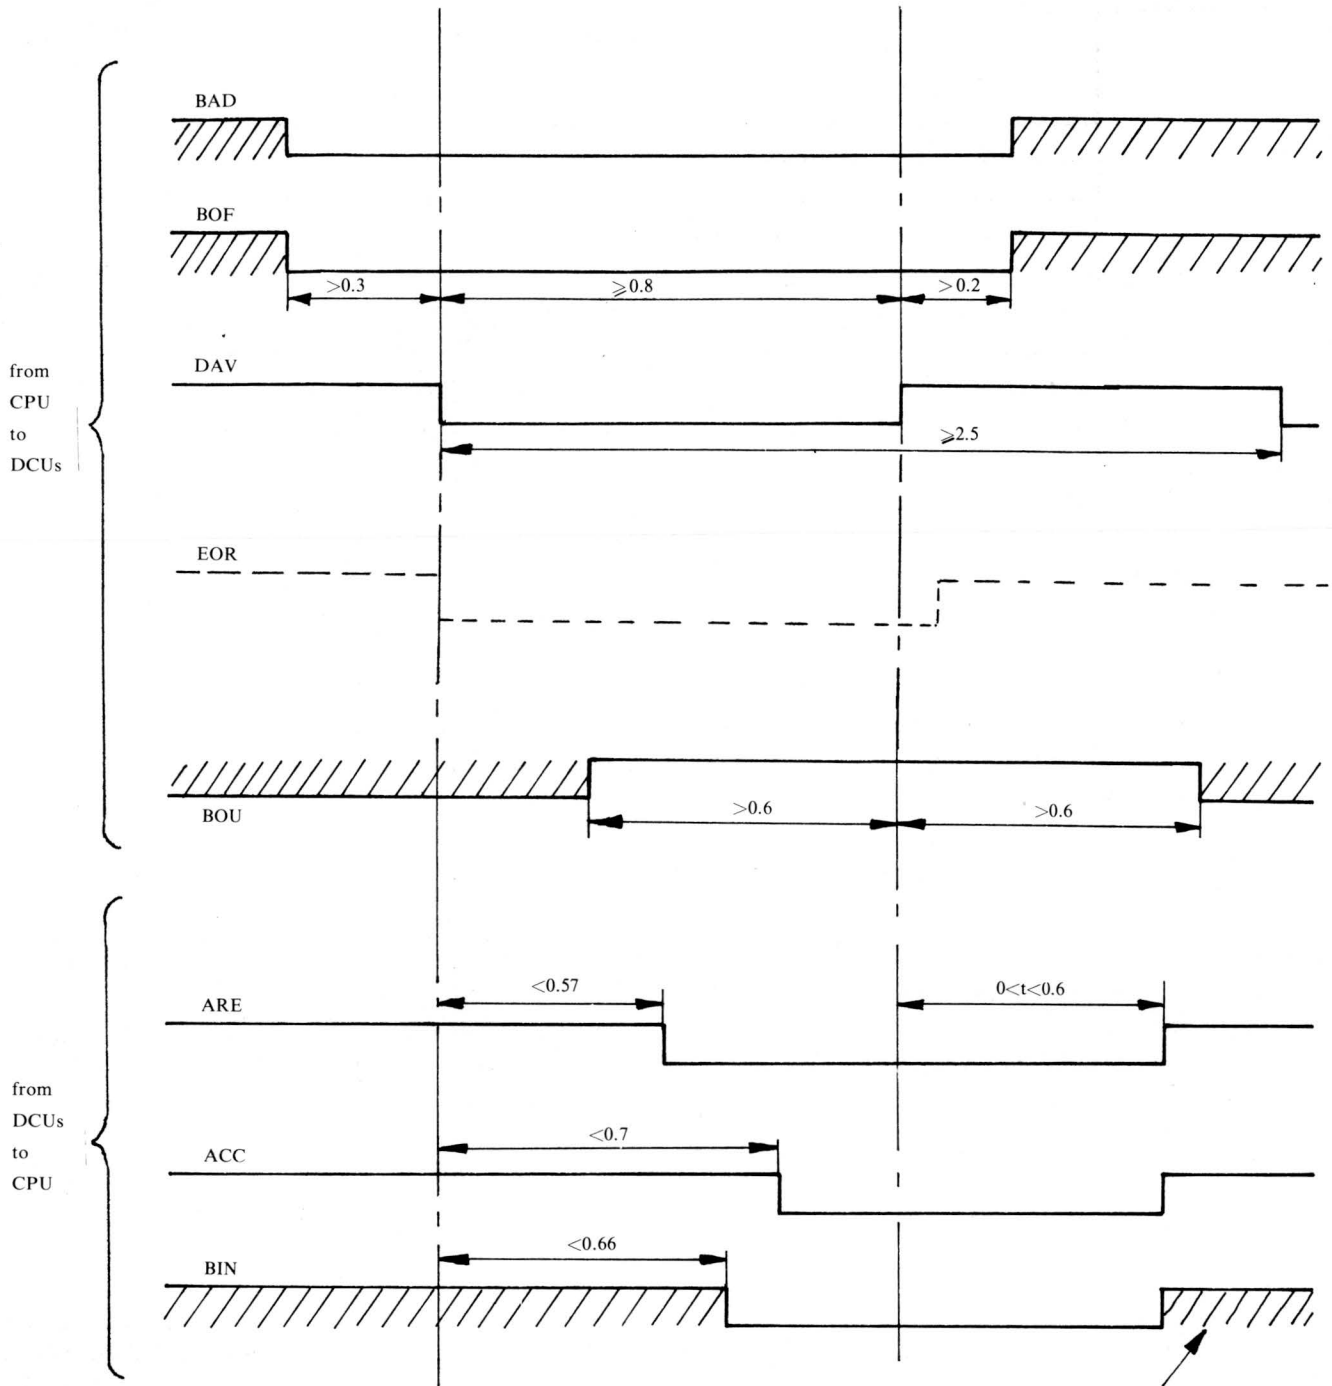 BAD
BOF
>0.3
⩾0.8
>0.2
DAV
from
CPU
to
DCUs
⩾2.5
EOR
BOU
>0.6
>0.6
<0.57
0<t<0.6
ARE
from
DCUs
to
CPU
<0.7
ACC
<0.66
BIN